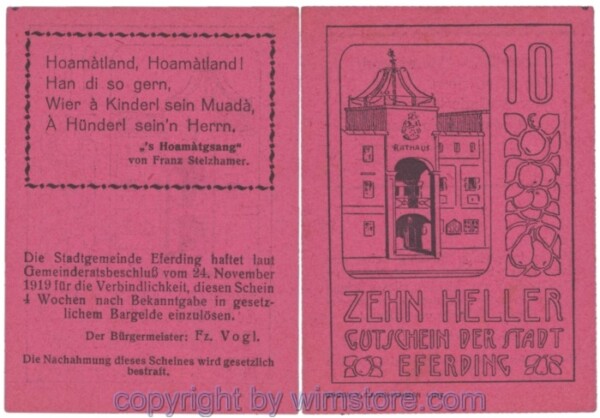 Hoamàtland, Hoamàtland!
Han di so gern,
Wier à Kinderl sein Muadà,
À Hünderl sein'n Herrn.
„'s Hoamàtgsang"
von Franz Stelzhamer.
Die Stadtgemeinde Eferding haftet laut
Gemeinderatsbeschluß vom 24. November
1919 für die Verbindlichkeit, diesen Schein
4 Wochen nach Bekanntgabe in gesetz-
lichem Bargelde einzulösen.
Der Bürgermeister: Fz. Vogl.
Die Nachahmung dieses Scheines wird gesetzlich
bestraft.
10
RATHAUS
ZEHN HELLER
GUTSCHEIN DER STADT
EFERDING
copyright by wimstore.com